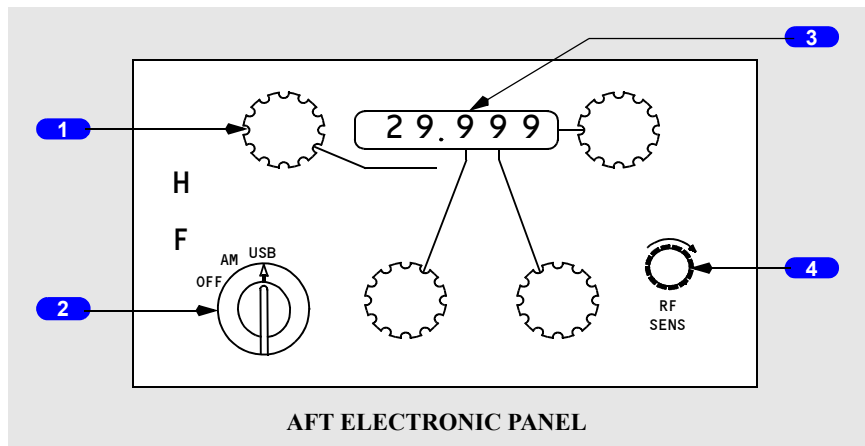 3
1
29.999
H
F
AM USB
OFF
2
4
RF
SENS
AFT ELECTRONIC PANEL